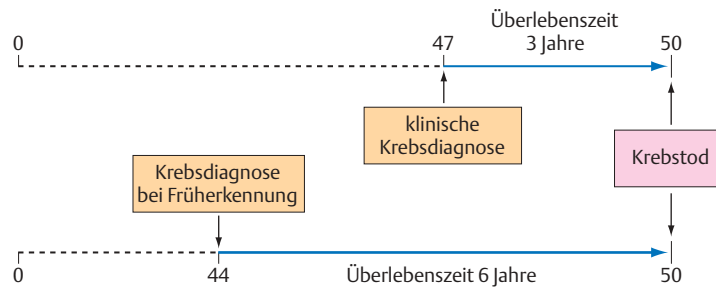 Überlebenszeit
0 47 3 Jahre 50
klinische
Krebsdiagnose
Krebstod
Krebsdiagnose
bei Früherkennung
0 44 Überlebenszeit 6 Jahre 50